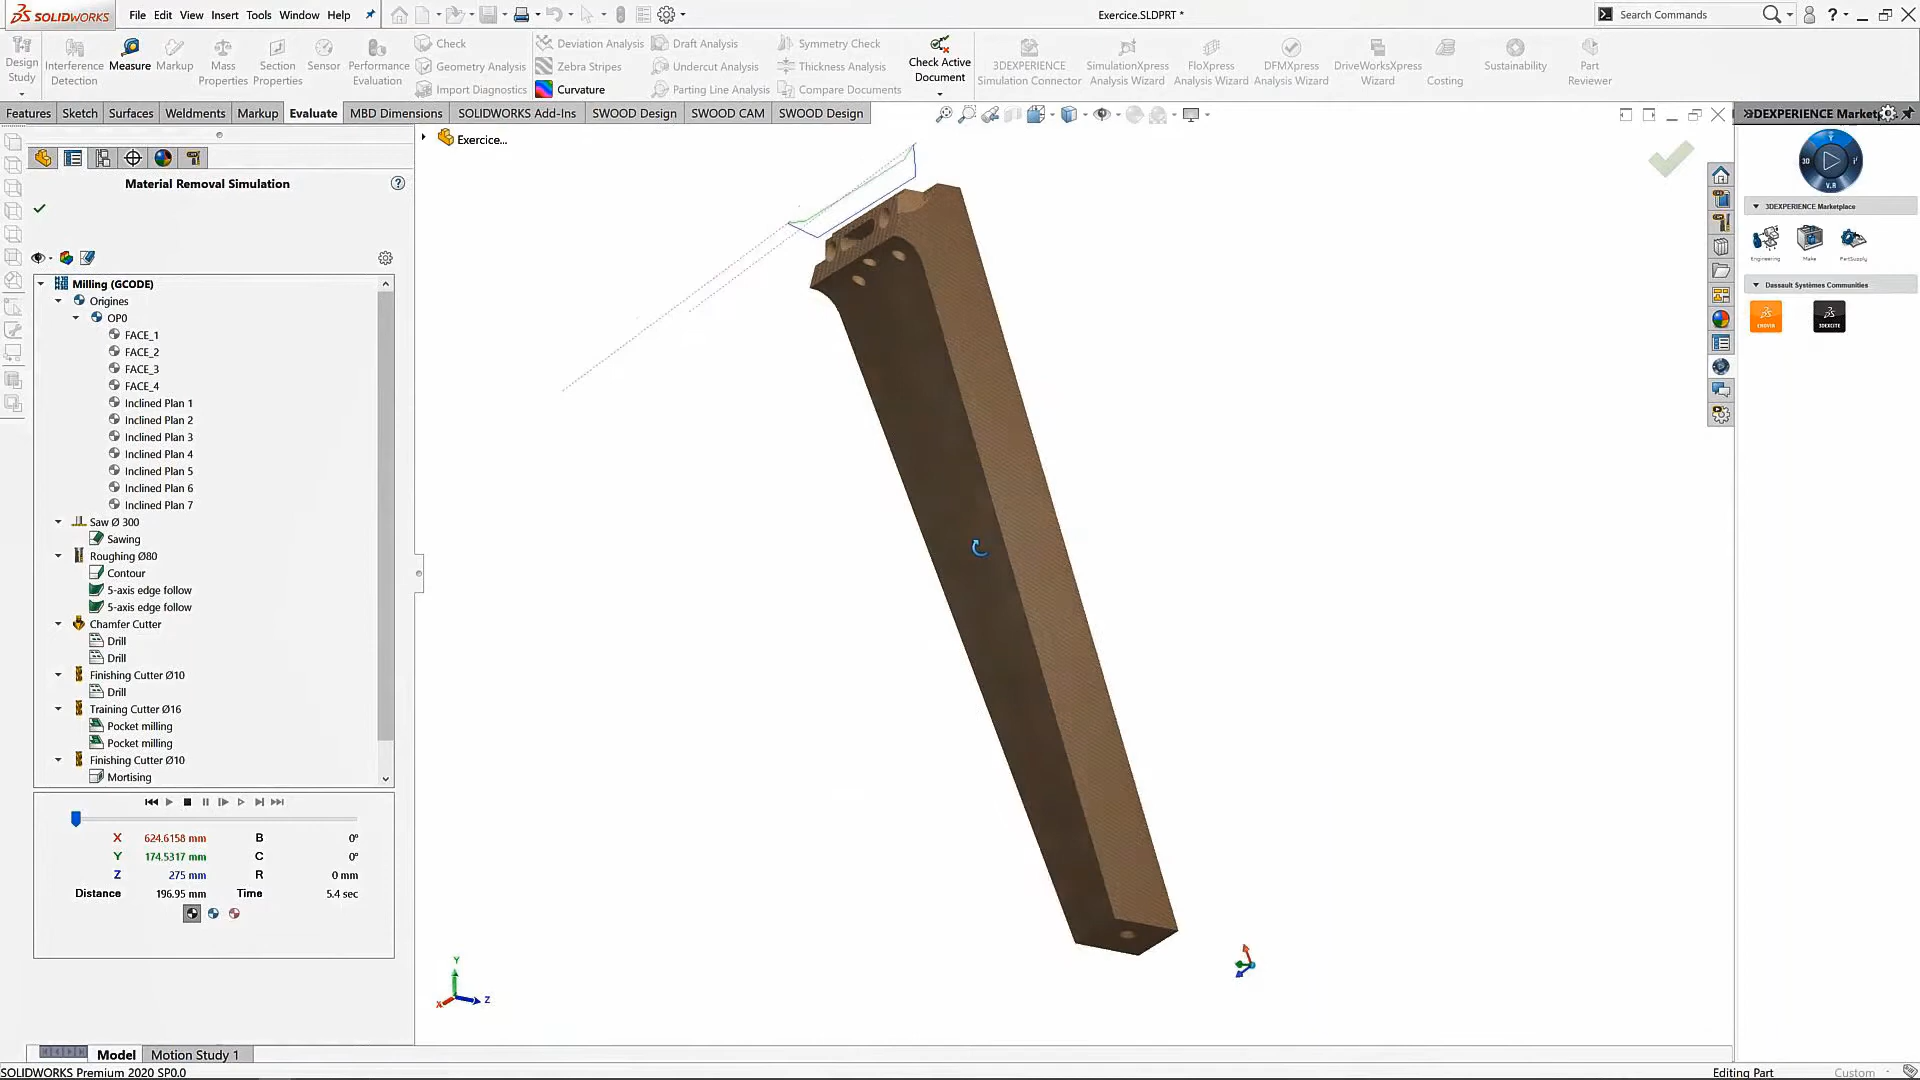 SOLIDWORKS
File Edit View Insert Tools Window Help
Exercice.SLDPRT *
Search Commands
Design Study
Interference Detection
Measure
Markup
Mass Properties
Section Properties
Sensor
Performance Evaluation
Check
Geometry Analysis
Import Diagnostics
Deviation Analysis
Zebra Stripes
Curvature
Draft Analysis
Undercut Analysis
Parting Line Analysis
Symmetry Check
Thickness Analysis
Compare Documents
Check Active Document
3DEXPERIENCE Simulation Connector
SimulationXpress Analysis Wizard
FloXpress Analysis Wizard
DFMXpress Analysis Wizard
DriveWorksXpress Wizard
Costing
Sustainability
Part Reviewer
Features Sketch Surfaces Weldments Markup Evaluate MBD Dimensions SOLIDWORKS Add-Ins SWOOD Design SWOOD CAM SWOOD Design
Exercice...
Material Removal Simulation
Milling (GCODE)
Origines
OP0
FACE_1
FACE_2
FACE_3
FACE_4
Inclined Plan 1
Inclined Plan 2
Inclined Plan 3
Inclined Plan 4
Inclined Plan 5
Inclined Plan 6
Inclined Plan 7
Saw Ø 300
Sawing
Roughing Ø80
Contour
5-axis edge follow
5-axis edge follow
Chamfer Cutter
Drill
Drill
Finishing Cutter Ø10
Drill
Training Cutter Ø16
Pocket milling
Pocket milling
Finishing Cutter Ø10
Mortising
X 624.6158 mm B 0°
Y 174.5317 mm C 0°
Z 275 mm R 0 mm
Distance 196.95 mm Time 5.4 sec
Y
X
Z
3DEXPERIENCE Marketp
3D
V.R
3DEXPERIENCE Marketplace
Engineering Make PartSupply
Dassault Systèmes Communities
ENOVIA
3DEXCITE
Model Motion Study 1
SOLIDWORKS Premium 2020 SP0.0
Editing Part
Custom